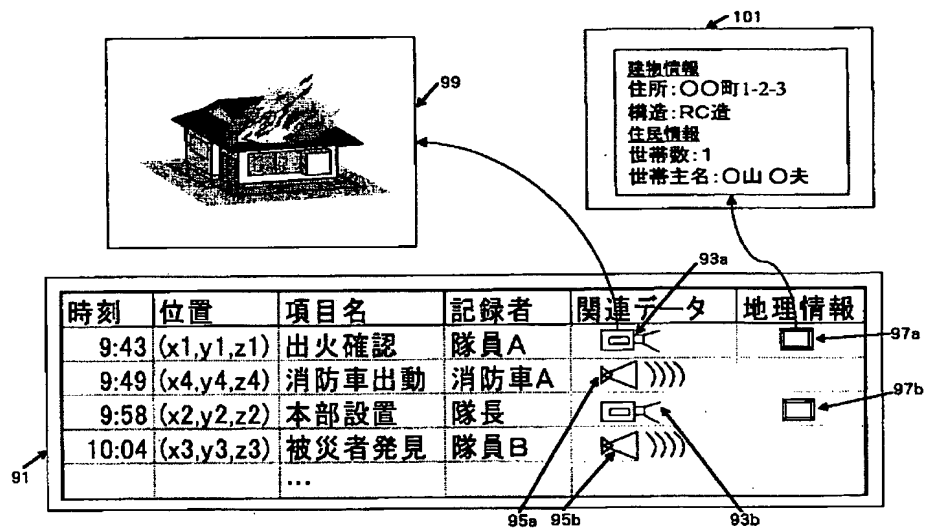 101
99
建物情報
住所:〇〇町1-2-3
構造:RC造
住民情報
世帯数:1
世帯主名:〇山 〇夫
93a
時刻 位置 項目名 記録者 関連データ 地理情報
9:43 (x1,y1,z1) 出火確認 隊員A
97a
9:49 (x4,y4,z4) 消防車出動 消防車A
97b
9:58 (x2,y2,z2) 本部設置 隊長
10:04 (x3,y3,z3) 被災者発見 隊員B
91
...
95a 95b 93b